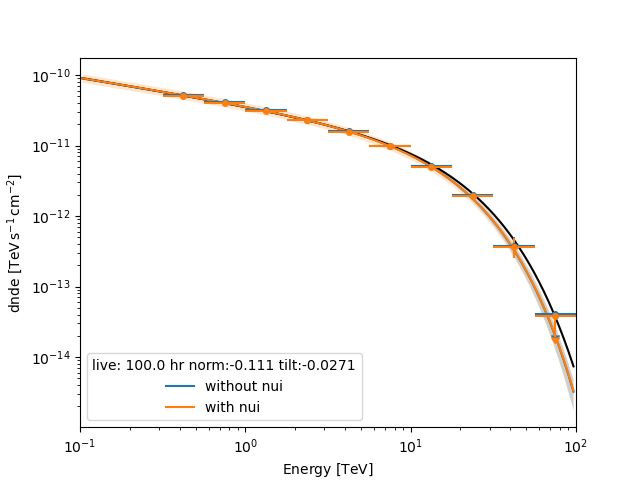 10⁻¹⁰
10⁻¹¹
10⁻¹²
10⁻¹³
10⁻¹⁴
dnde [TeV s⁻¹ cm⁻²]
live: 100.0 hr norm:-0.111 tilt:-0.0271
without nui
with nui
10⁻¹ 10⁰ 10¹ 10²
Energy [TeV]